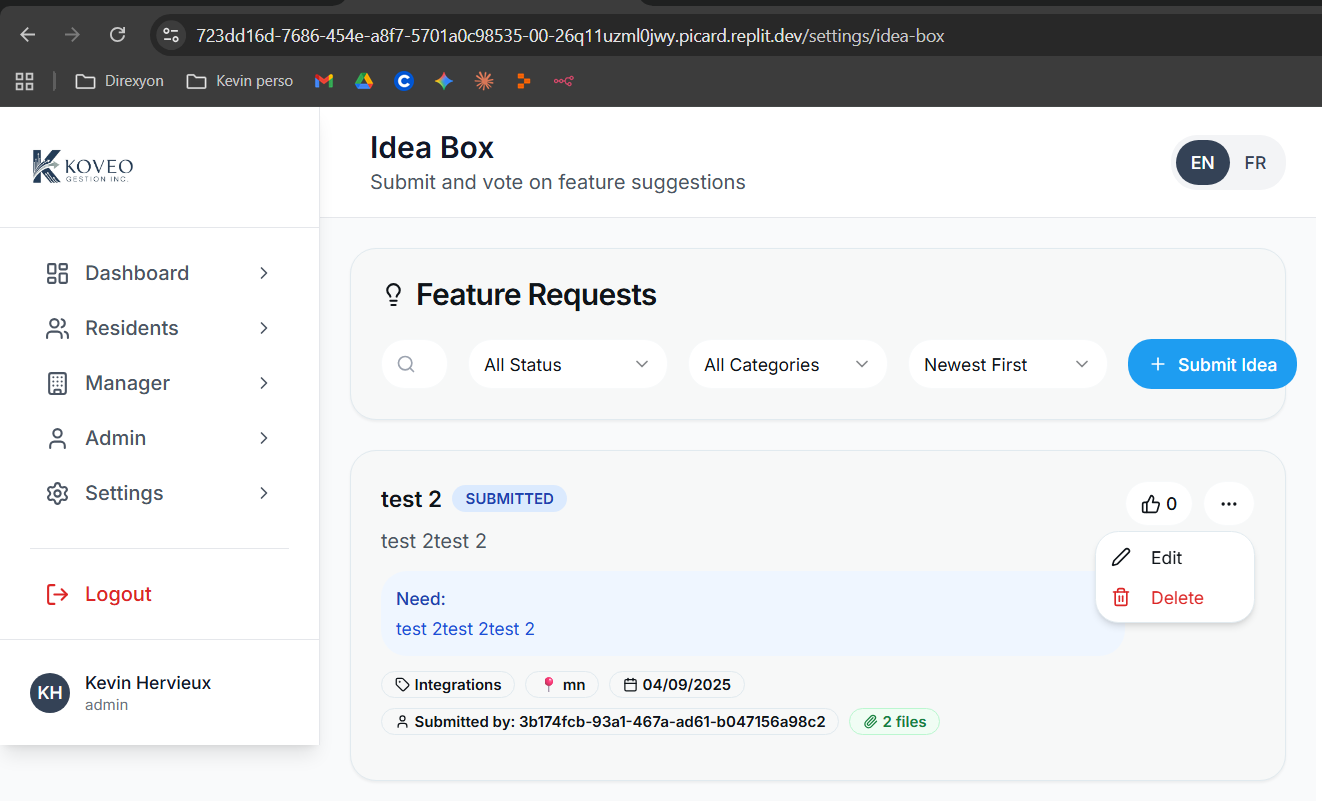 723dd16d-7686-454e-a8f7-5701a0c98535-00-26q11uzml0jwy.picard.replit.dev/settings/idea-box
Direxyon
Kevin perso
KOVEO
GESTION INC.
Idea Box
Submit and vote on feature suggestions
EN FR
Dashboard
Residents
Manager
Admin
Settings
Logout
KH
Kevin Hervieux
admin
Feature Requests
All Status
All Categories
Newest First
+ Submit Idea
test 2 SUBMITTED
0
...
test 2test 2
Edit
Delete
Need:
test 2test 2test 2
Integrations
mn
04/09/2025
Submitted by: 3b174fcb-93a1-467a-ad61-b047156a98c2
2 files